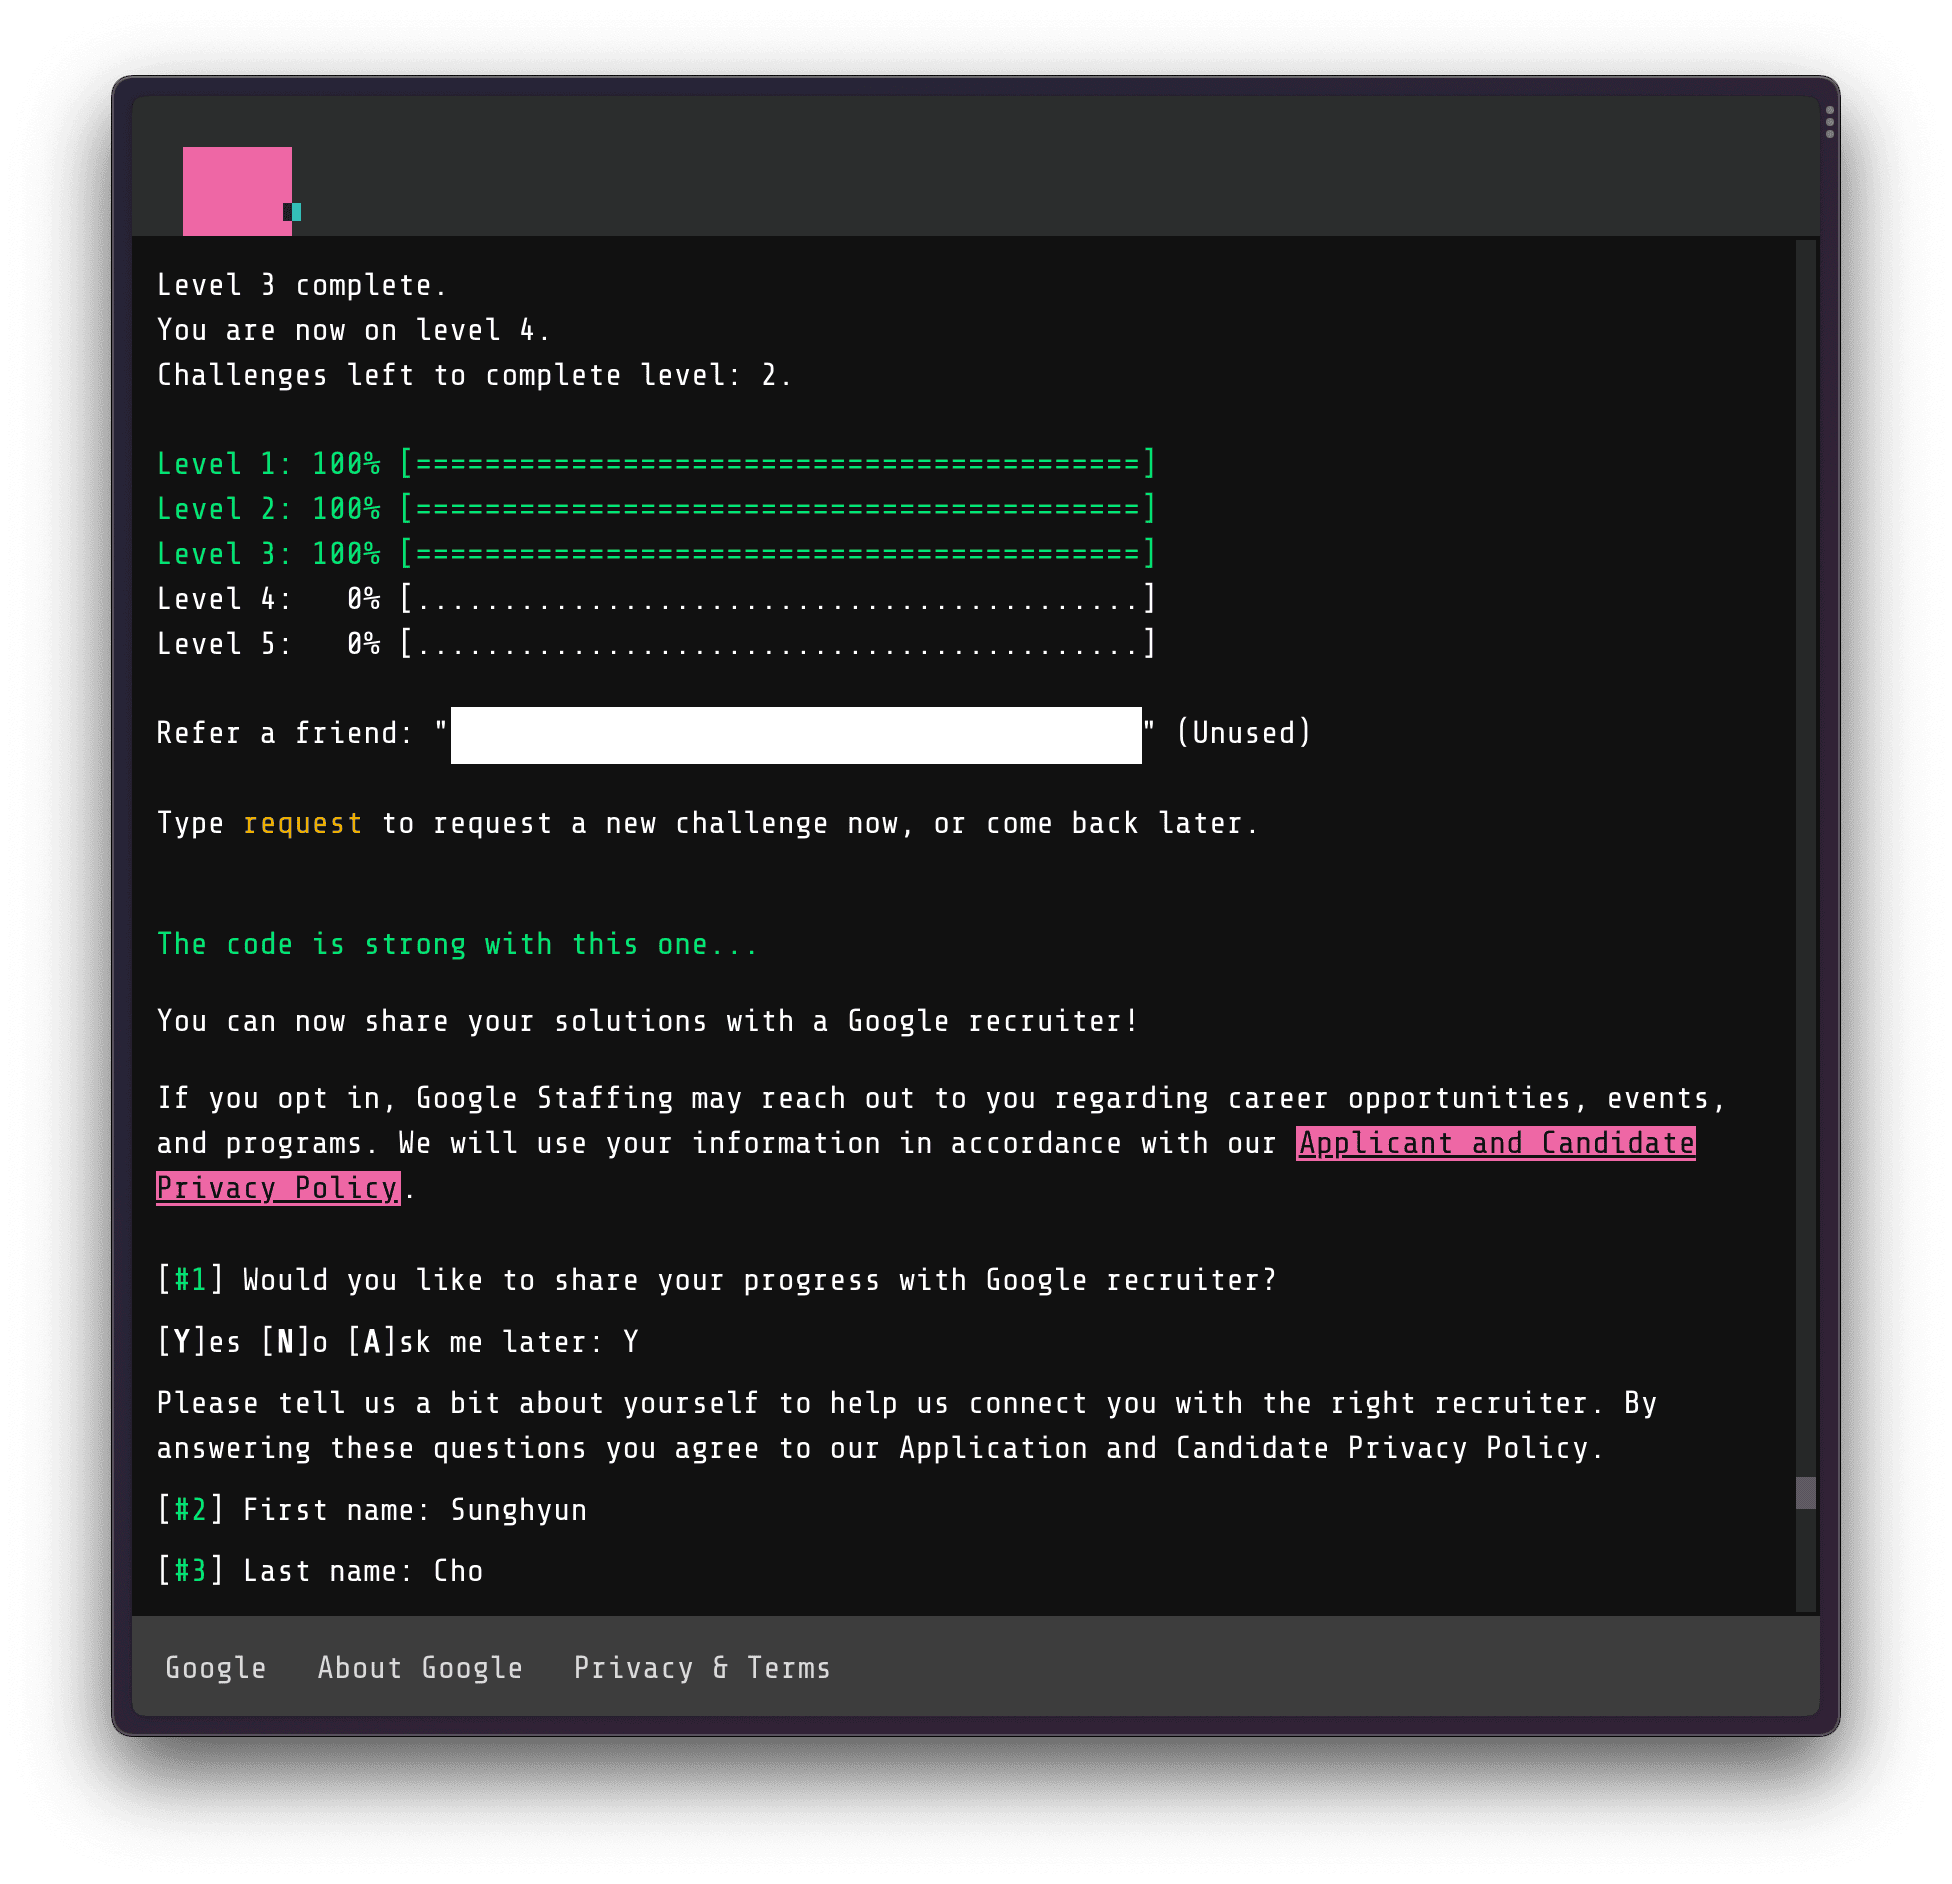 Level 3 complete.
You are now on level 4.
Challenges left to complete level: 2.
Level 1: 100% [==========================================]
Level 2: 100% [==========================================]
Level 3: 100% [==========================================]
Level 4:   0% [..........................................]
Level 5:   0% [..........................................]
Refer a friend: "" (Unused)
Type request to request a new challenge now, or come back later.
The code is strong with this one...
You can now share your solutions with a Google recruiter!
If you opt in, Google Staffing may reach out to you regarding career opportunities, events,
and programs. We will use your information in accordance with our Applicant and Candidate
Privacy Policy.
[#1] Would you like to share your progress with Google recruiter?
[Y]es [N]o [A]sk me later: Y
Please tell us a bit about yourself to help us connect you with the right recruiter. By
answering these questions you agree to our Application and Candidate Privacy Policy.
[#2] First name: Sunghyun
[#3] Last name: Cho
Google   About Google   Privacy & Terms